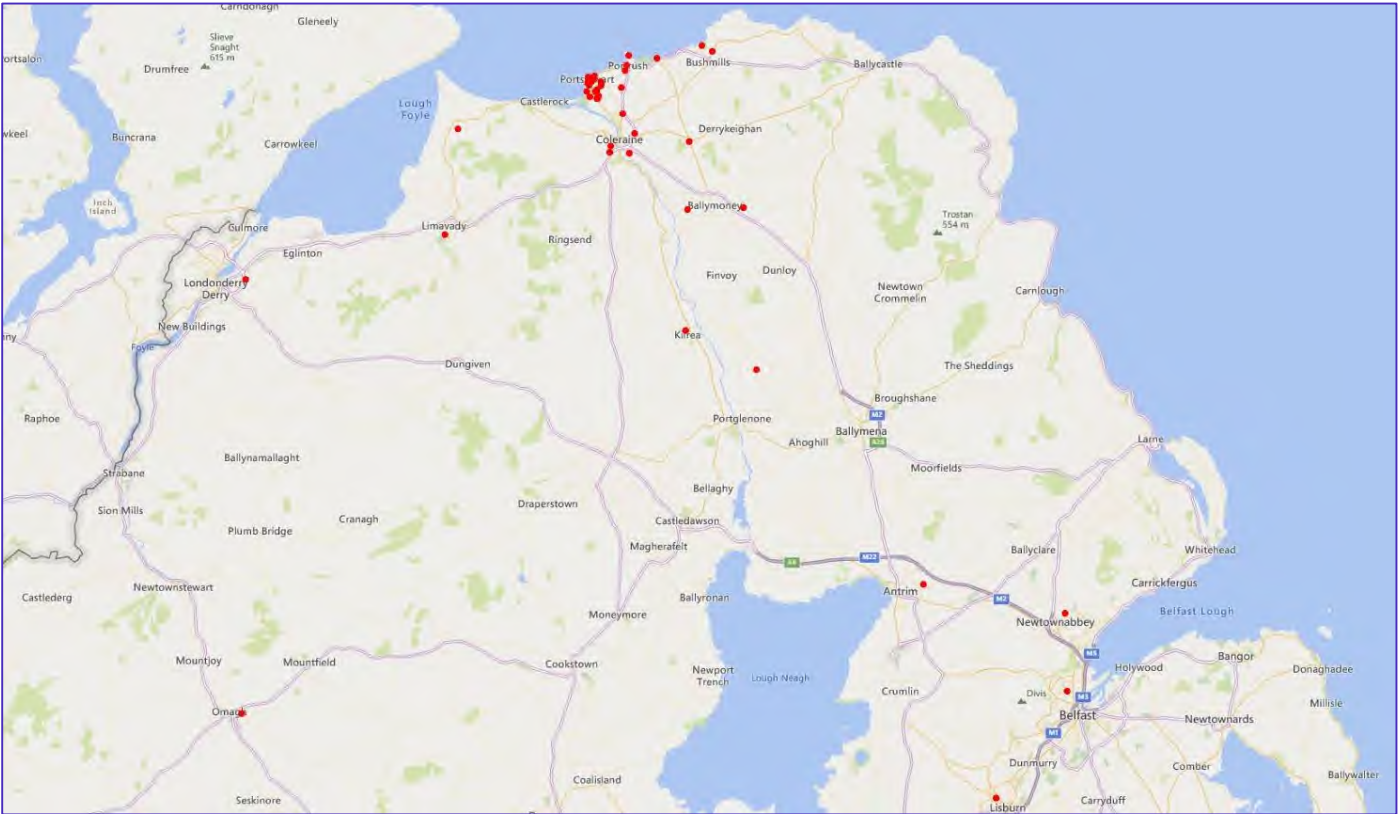 Carndonagh
Gleneely
Slieve
Snaght
615 m
ortsalon
Drumfree
Portrush
Bushmills
Ballycastle
Portstewart
Castlerock
Lough
Foyle
wkeel
Buncrana
Carrowkeel
Coleraine
Derrykeighan
Inch
Island
Culmore
Limavady
Ballymoney
Trostan
554 m
Eglinton
Ringsend
Londonderry
Derry
Finvoy
Dunloy
Newtown
Crommelin
Carnlough
iny
New Buildings
Foyle
Kilrea
Dungiven
The Sheddings
Raphoe
Broughshane
M2
Portglenone
Ballymena
Ahoghill
A26
Larne
Ballynamallaght
Strabane
Moorfields
Bellaghy
Sion Mills
Draperstown
Cranagh
Plumb Bridge
Castledawson
Magherafelt
Ballyclare
Whitehead
M22
A6
Newtownstewart
Castlederg
Ballyronan
Antrim
M2
Carrickfergus
Belfast Lough
Moneymore
Newtownabbey
M5
Mountjoy
Mountfield
Cookstown
Newport
Trench
Lough Neagh
Crumlin
Holywood
Bangor
Donaghadee
Divis
M3
Millisle
Omagh
Belfast
Newtownards
M1
Dunmurry
Comber
Ballywalter
Coalisland
Seskinore
Lisburn
Carryduff